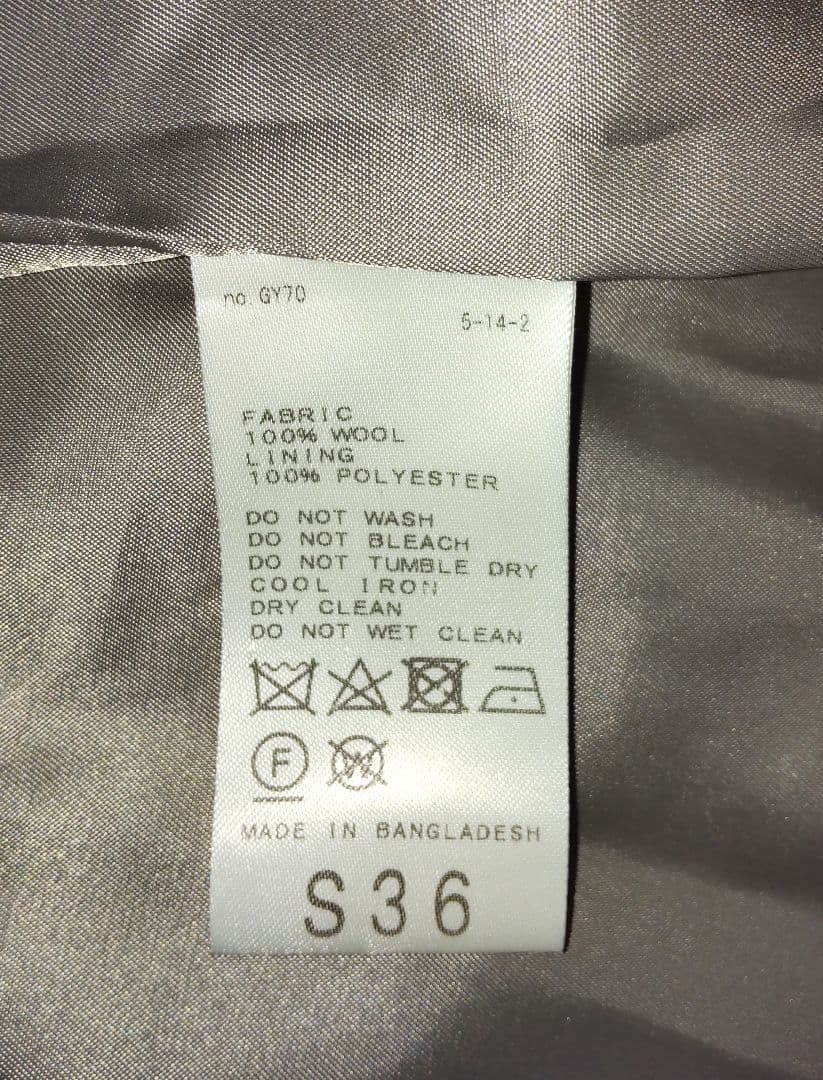 no. GY70
5-14-2
FABRIC
100% WOOL
LINING
100% POLYESTER
DO NOT WASH
DO NOT BLEACH
DO NOT TUMBLE DRY
COOL IRON
DRY CLEAN
DO NOT WET CLEAN
F W
MADE IN BANGLADESH
S36